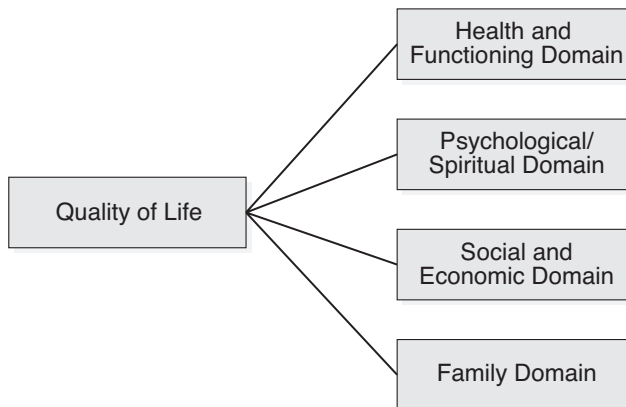 Quality of Life
Health and
Functioning Domain
Psychological/
Spiritual Domain
Social and
Economic Domain
Family Domain